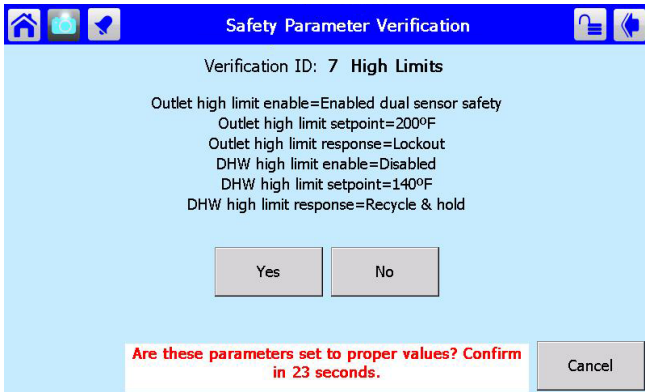 Safety Parameter Verification
Verification ID: 7 High Limits
Outlet high limit enable=Enabled dual sensor safety
Outlet high limit setpoint=200ºF
Outlet high limit response=Lockout
DHW high limit enable=Disabled
DHW high limit setpoint=140ºF
DHW high limit response=Recycle & hold
Yes No
Are these parameters set to proper values? Confirm
in 23 seconds.
Cancel